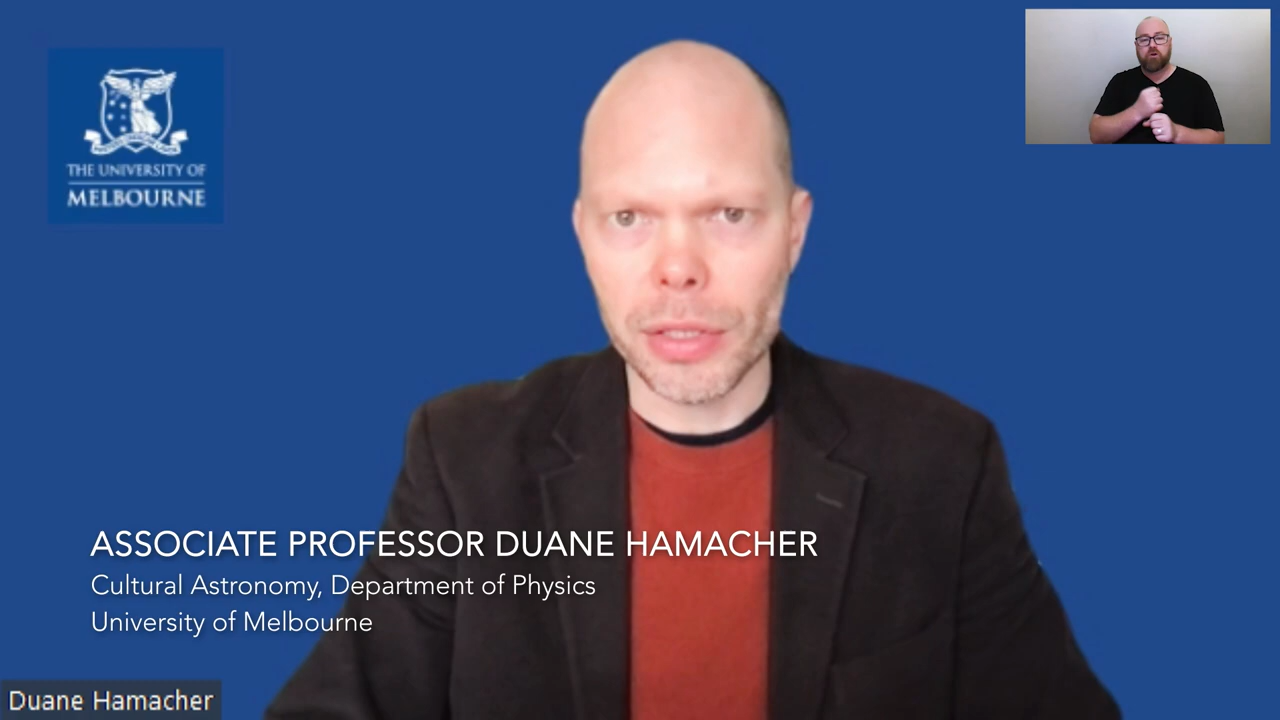 THE UNIVERSITY OF
MELBOURNE
ASSOCIATE PROFESSOR DUANE HAMACHER
Cultural Astronomy, Department of Physics
University of Melbourne
Duane Hamacher